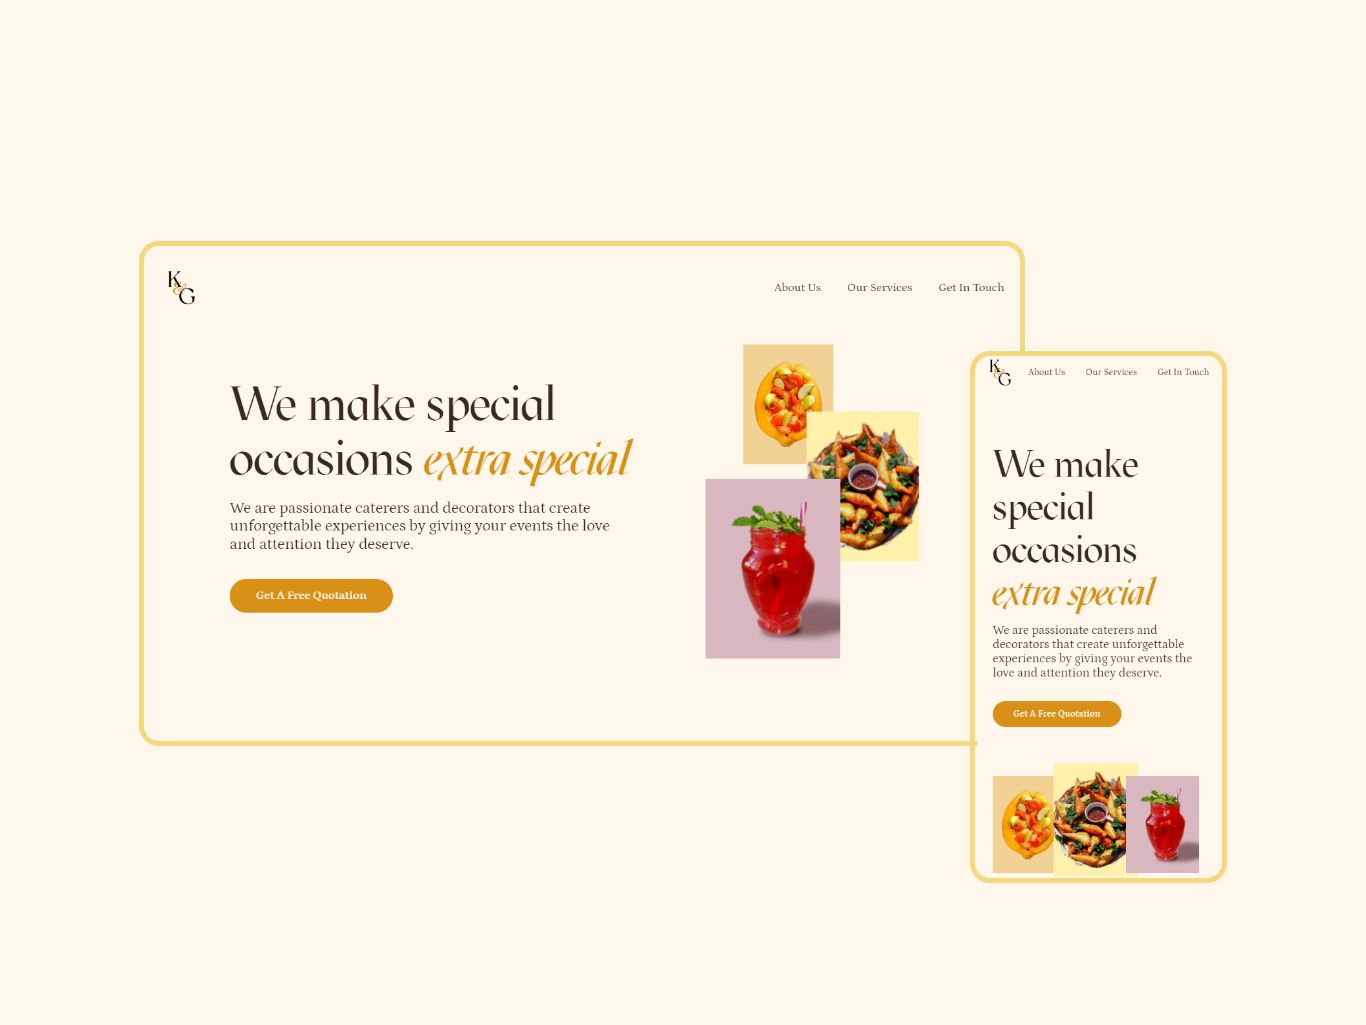 K
&
G
About Us Our Services Get In Touch
We make special
occasions extra special
We are passionate caterers and decorators that create
unforgettable experiences by giving your events the love
and attention they deserve.
Get A Free Quotation
K
&
G
About Us Our Services Get In Touch
We make
special
occasions
extra special
We are passionate caterers and
decorators that create unforgettable
experiences by giving your events the
love and attention they deserve.
Get A Free Quotation